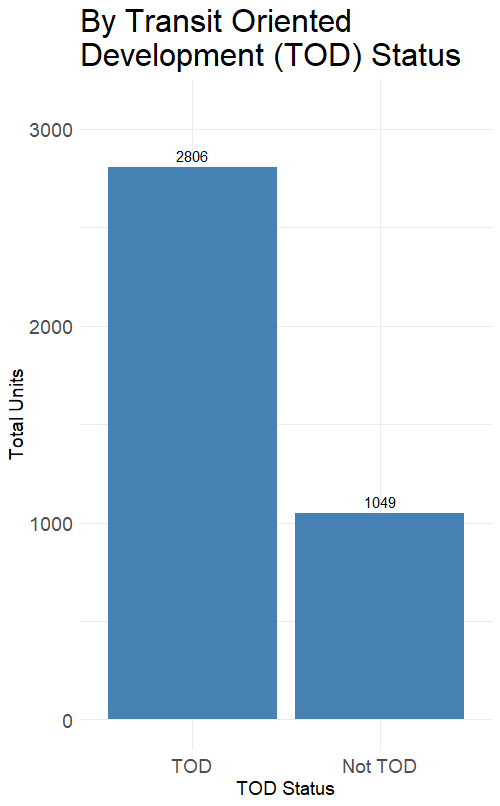 By Transit Oriented
Development (TOD) Status
3000
2000
1000
0
Total Units
2806
1049
TOD
Not TOD
TOD Status